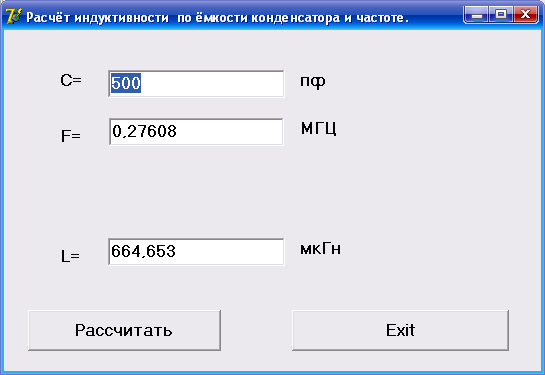 Расчёт индуктивности по ёмкости конденсатора и частоте.
C= 500 пф
F= 0,27608 МГЦ
L= 664,653 мкГн
Рассчитать Exit